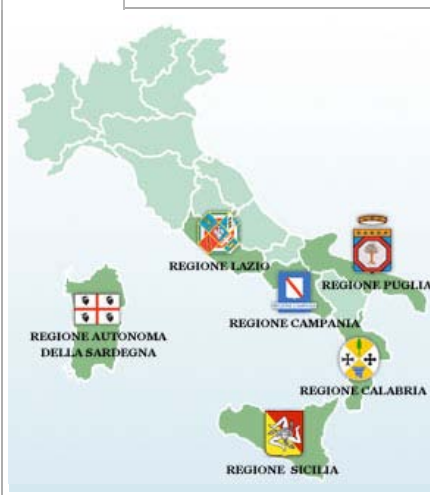 REGIONE LAZIO
REGIONE PUGLIA
REGIONE CAMPANIA
REGIONE AUTONOMA
DELLA SARDEGNA
REGIONE CALABRIA
REGIONE SICILIA